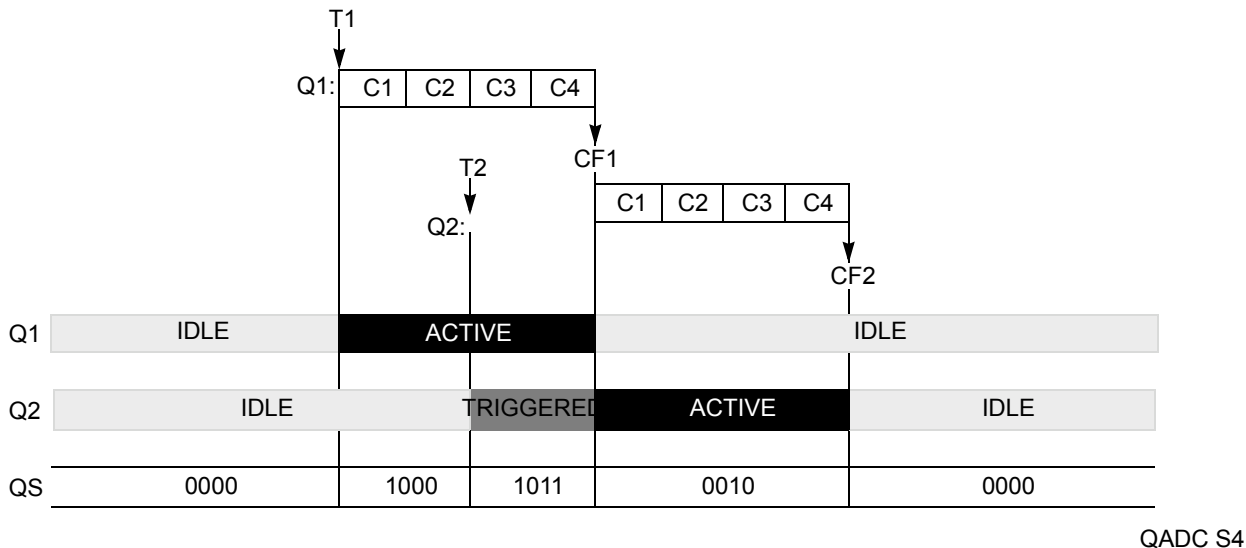 T1
Q1: C1 C2 C3 C4
CF1
T2
C1 C2 C3 C4
Q2:
CF2
Q1 IDLE ACTIVE IDLE
Q2 IDLE TRIGGERED ACTIVE IDLE
QS 0000 1000 1011 0010 0000
QADC S4